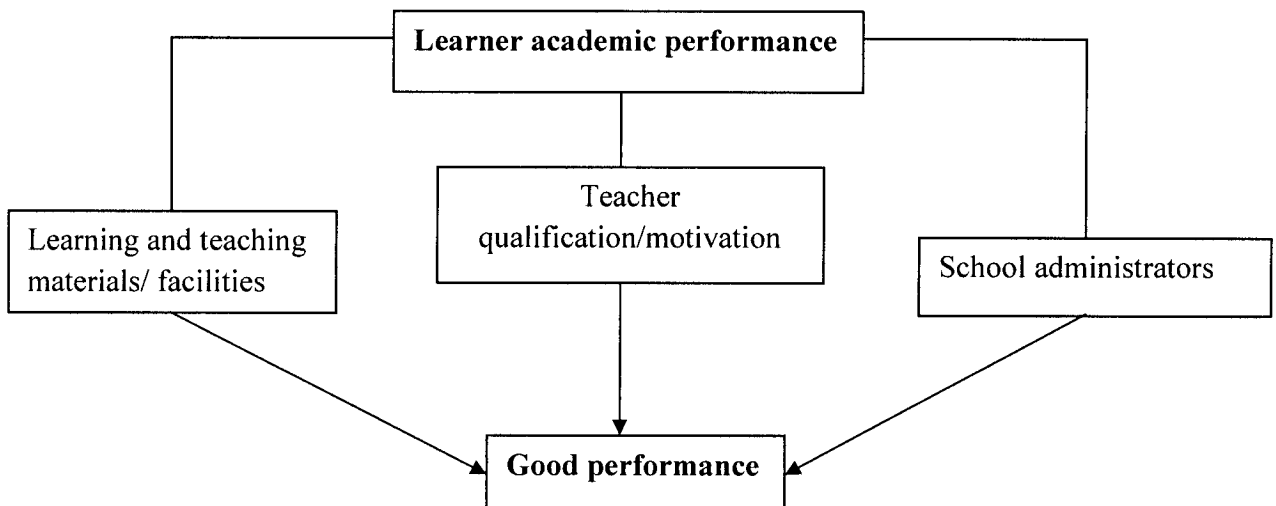 Learner academic performance
Teacher
qualification/motivation
Learning and teaching
materials/ facilities
School administrators
Good performance